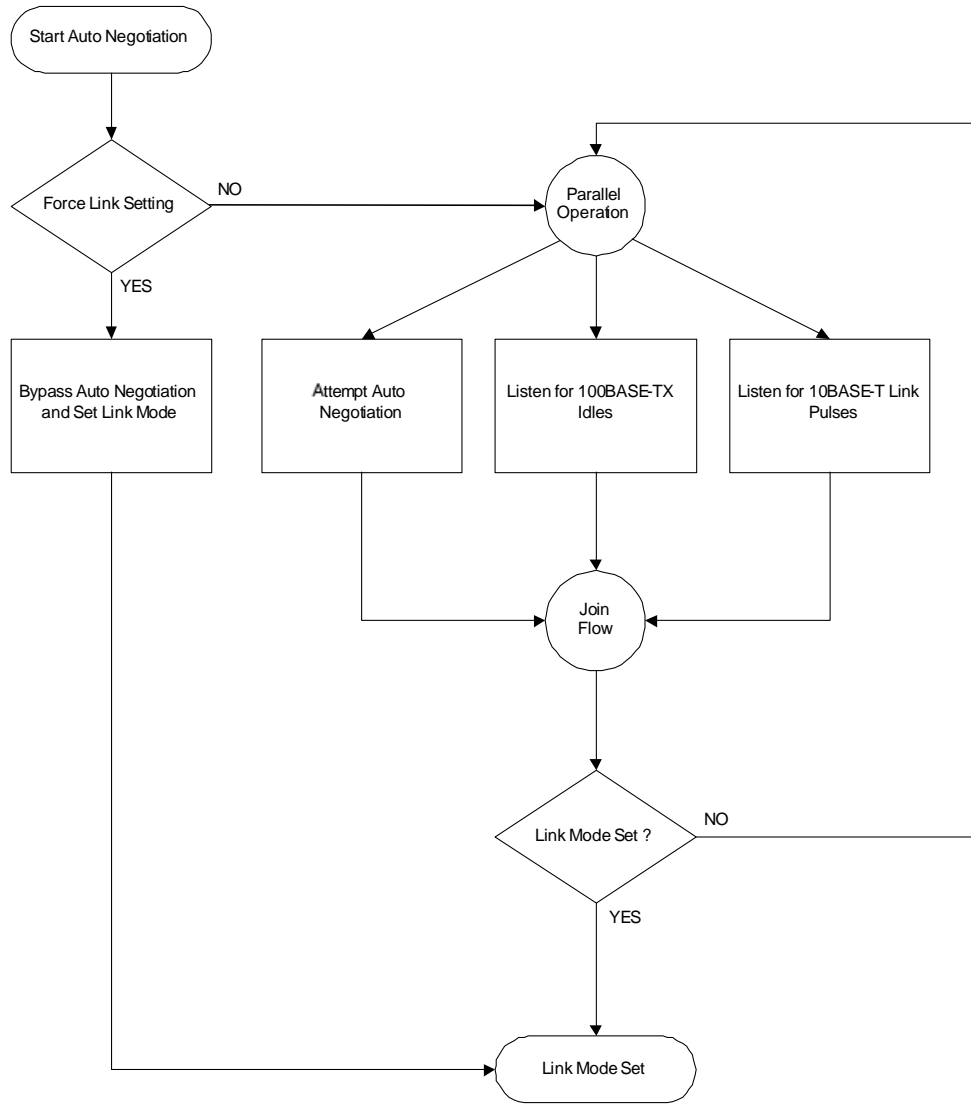 Start Auto Negotiation
Force Link Setting
NO
Parallel
Operation
YES
Bypass Auto Negotiation
and Set Link Mode
Attempt Auto
Negotiation
Listen for 100BASE-TX
Idles
Listen for 10BASE-T Link
Pulses
Join
Flow
Link Mode Set ?
NO
YES
Link Mode Set